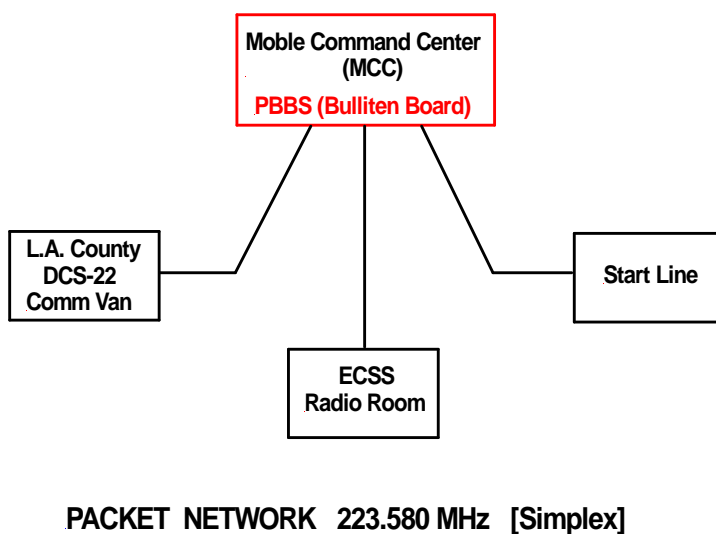 Moble Command Center
(MCC)
PBBS (Bulliten Board)
L.A. County
DCS-22
Comm Van
Start Line
ECSS
Radio Room
PACKET NETWORK 223.580 MHz [Simplex]